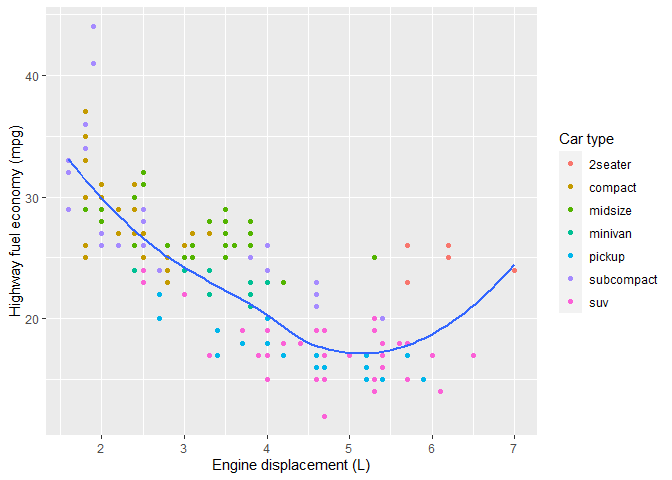 Highway fuel economy (mpg)
40
30
20
2
3
4
5
6
7
Engine displacement (L)
Car type
2seater
compact
midsize
minivan
pickup
subcompact
suv